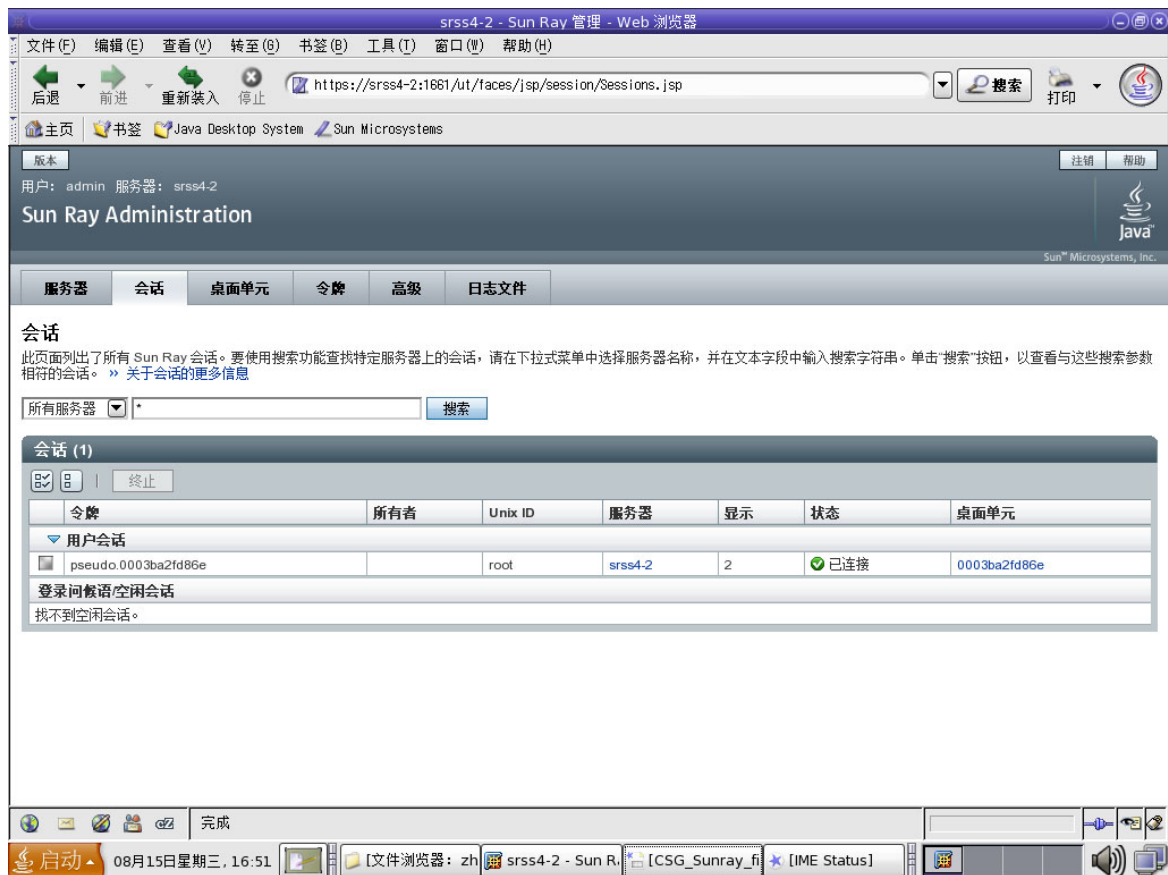 srss4-2 - Sun Ray 管理 - Web 浏览器
文件(F) 编辑(E) 查看(V) 转至(G) 书签(B) 工具(T) 窗口(W) 帮助(H)
后退 前进 重新装入 停止 https://srss4-2:1661/ut/faces/jsp/session/Sessions.jsp 搜索 打印
主页 书签 Java Desktop System Sun Microsystems
版本 注销 帮助
用户: admin 服务器: srss4-2
Sun Ray Administration
Java™
Sun™ Microsystems, Inc.
服务器 会话 桌面单元 令牌 高级 日志文件
会话
此页面列出了所有 Sun Ray 会话。要使用搜索功能查找特定服务器上的会话，请在下拉式菜单中选择服务器名称，并在文本字段中输入搜索字符串。单击"搜索"按钮，以查看与这些搜索参数
相符的会话。 » 关于会话的更多信息
所有服务器 * 搜索
会话 (1)
终止
令牌 所有者 Unix ID 服务器 显示 状态 桌面单元
用户会话
pseudo.0003ba2fd86e root srss4-2 2 已连接 0003ba2fd86e
登录问候语/空闲会话
找不到空闲会话。
完成
启动 08月15日星期三, 16:51 [文件浏览器: zh srss4-2 - Sun R. [CSG_Sunray_fi [IME Status]